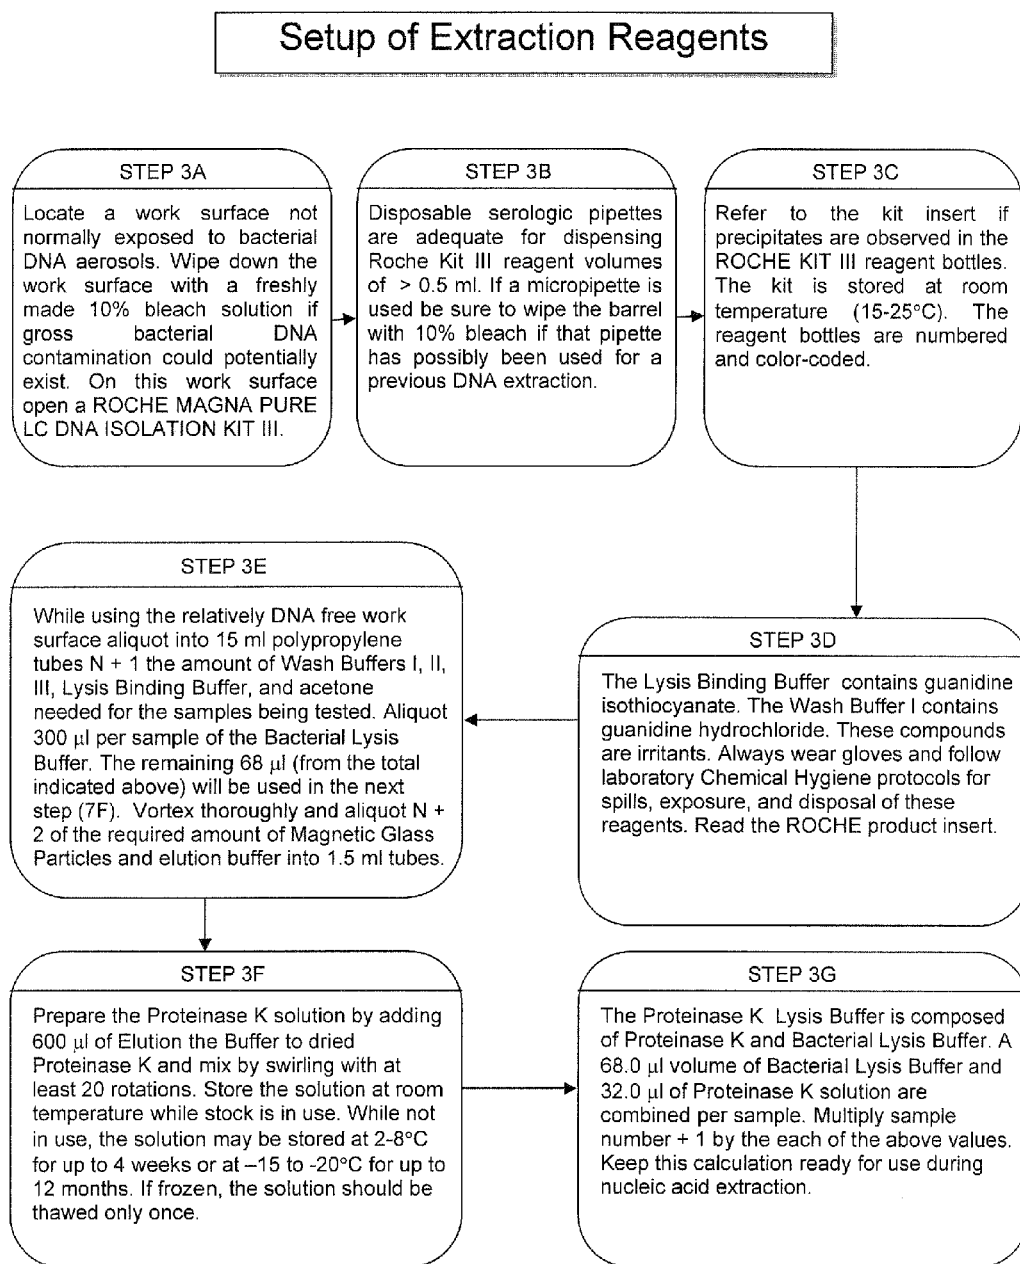 Setup of Extraction Reagents
STEP 3A
Locate a work surface not
normally exposed to bacterial
DNA aerosols. Wipe down the
work surface with a freshly
made 10% bleach solution if
gross bacterial DNA
contamination could potentially
exist. On this work surface
open a ROCHE MAGNA PURE
LC DNA ISOLATION KIT III.
STEP 3B
Disposable serologic pipettes
are adequate for dispensing
Roche Kit III reagent volumes
of > 0.5 ml. If a micropipette is
used be sure to wipe the barrel
with 10% bleach if that pipette
has possibly been used for a
previous DNA extraction.
STEP 3C
Refer to the kit insert if
precipitates are observed in the
ROCHE KIT III reagent bottles.
The kit is stored at room
temperature (15-25°C). The
reagent bottles are numbered
and color-coded.
STEP 3D
The Lysis Binding Buffer contains guanidine
isothiocyanate. The Wash Buffer I contains
guanidine hydrochloride. These compounds
are irritants. Always wear gloves and follow
laboratory Chemical Hygiene protocols for
spills, exposure, and disposal of these
reagents. Read the ROCHE product insert.
STEP 3E
While using the relatively DNA free work
surface aliquot into 15 ml polypropylene
tubes N + 1 the amount of Wash Buffers I, II,
III, Lysis Binding Buffer, and acetone
needed for the samples being tested. Aliquot
300 µl per sample of the Bacterial Lysis
Buffer. The remaining 68 µl (from the total
indicated above) will be used in the next
step (7F). Vortex thoroughly and aliquot N +
2 of the required amount of Magnetic Glass
Particles and elution buffer into 1.5 ml tubes.
STEP 3F
Prepare the Proteinase K solution by adding
600 µl of Elution the Buffer to dried
Proteinase K and mix by swirling with at
least 20 rotations. Store the solution at room
temperature while stock is in use. While not
in use, the solution may be stored at 2-8°C
for up to 4 weeks or at –15 to -20°C for up to
12 months. If frozen, the solution should be
thawed only once.
STEP 3G
The Proteinase K Lysis Buffer is composed
of Proteinase K and Bacterial Lysis Buffer. A
68.0 µl volume of Bacterial Lysis Buffer and
32.0 µl of Proteinase K solution are
combined per sample. Multiply sample
number + 1 by the each of the above values.
Keep this calculation ready for use during
nucleic acid extraction.